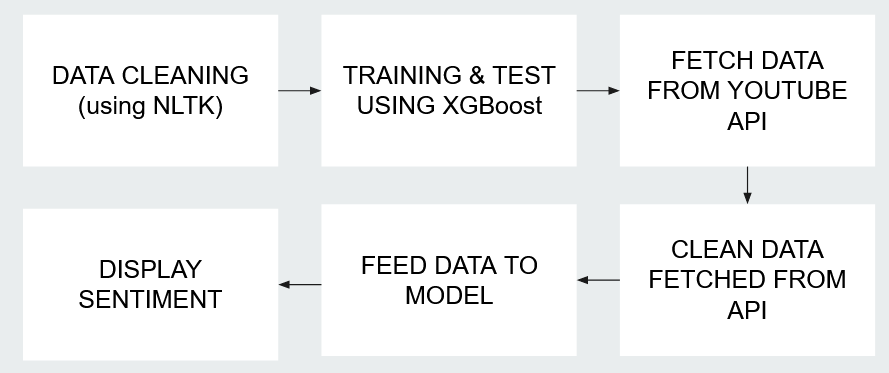 DATA CLEANING
(using NLTK)
TRAINING & TEST
USING XGBoost
FETCH DATA
FROM YOUTUBE
API
CLEAN DATA
FETCHED FROM
API
FEED DATA TO
MODEL
DISPLAY
SENTIMENT